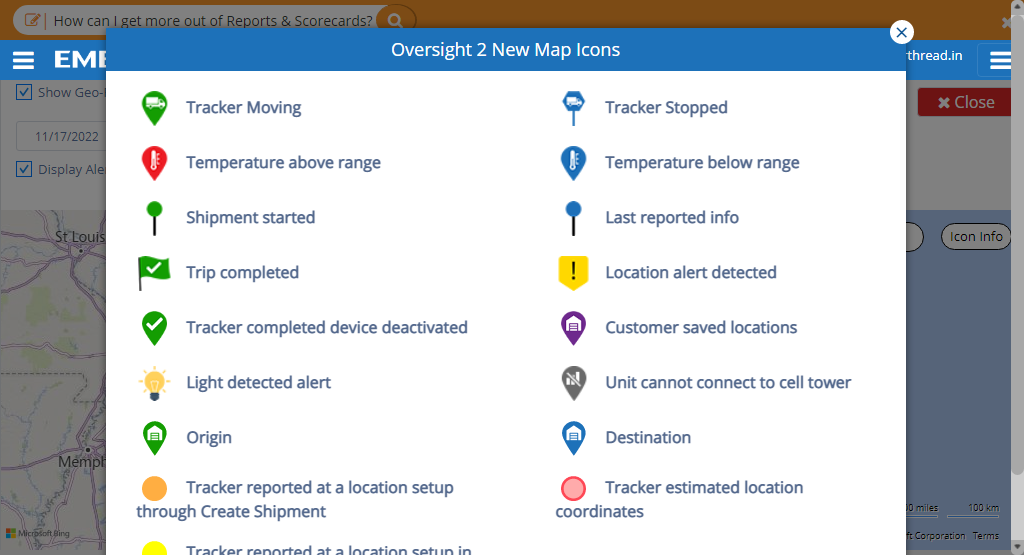 How can I get more out of Reports & Scorecards?
Oversight 2 New Map Icons
EME
rthread.in
Show Geo-
Close
11/17/2022
Display Ale
Tracker Moving
Tracker Stopped
Temperature above range
Temperature below range
Shipment started
Last reported info
St Louis
Icon Info
Trip completed
Location alert detected
Tracker completed device deactivated
Customer saved locations
Light detected alert
Unit cannot connect to cell tower
Origin
Destination
Memph
Tracker reported at a location setup
through Create Shipment
Tracker estimated location
coordinates
miles
100 km
Microsoft Bing
ft Corporation
Terms
Tracker reported at a location setup in